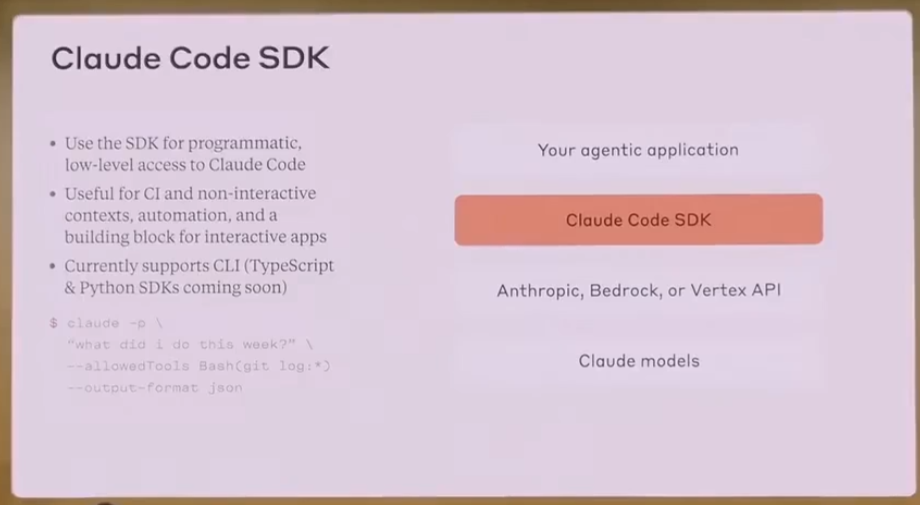 Claude Code SDK
• Use the SDK for programmatic,
low-level access to Claude Code
• Useful for CI and non-interactive
contexts, automation, and a
building block for interactive apps
• Currently supports CLI (TypeScript
& Python SDKs coming soon)
$ claude -p \
"what did i do this week?" \
--allowedTools Bash(git log:*)
--output-format json
Your agentic application
Claude Code SDK
Anthropic, Bedrock, or Vertex API
Claude models